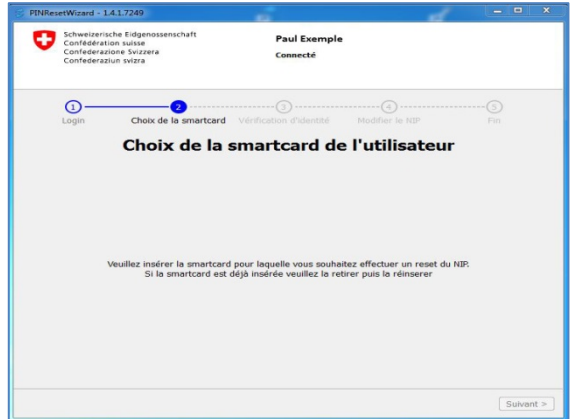 PINResetWizard - 1.4.1.7249
Schweizerische Eidgenossenschaft
Confédération suisse
Confederazione Svizzera
Confederaziun svizra
Paul Exemple
Connecté
1 2 3 4 5
Login Choix de la smartcard Vérification d'identité Modifier le NIP Fin
Choix de la smartcard de l'utilisateur
Veuillez insérer la smartcard pour laquelle vous souhaitez effectuer un reset du NIP.
Si la smartcard est déjà insérée veuillez la retirer puis la réinserer
Suivant >